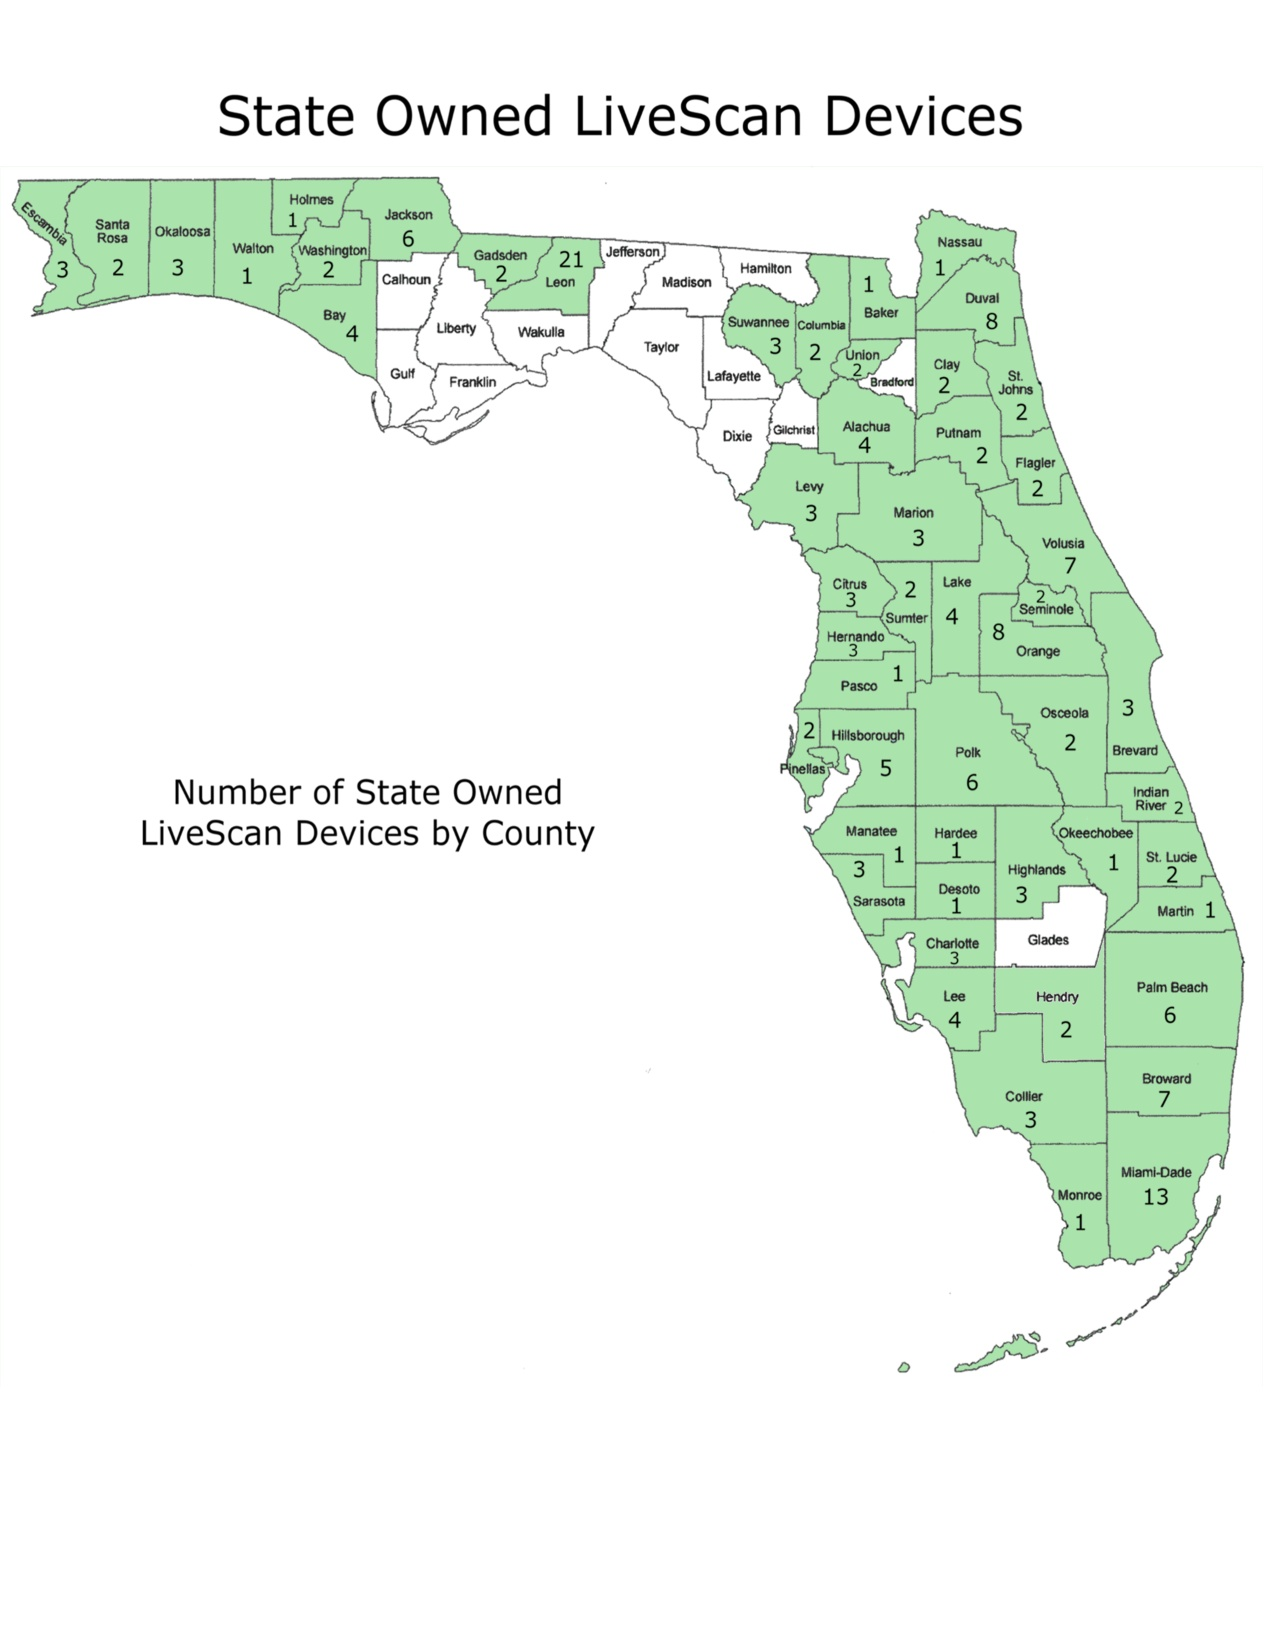 State Owned LiveScan Devices
Escambia
3
Santa
Rosa
2
Okaloosa
3
Walton
1
Holmes
1
Washington
2
Jackson
6
Bay
4
Calhoun
Gulf
Liberty
Franklin
Gadsden
2
21
Leon
Wakulla
Jefferson
Madison
Taylor
Hamilton
Suwannee
3
Lafayette
Dixie
Columbia
2
Gilchrist
1
Baker
Union
2
Bradford
Nassau
1
Duval
8
Clay
2
St.
Johns
2
Alachua
4
Putnam
2
Flagler
2
Levy
3
Marion
3
Volusia
7
Citrus
3
2
Sumter
Lake
4
2
Seminole
8
Orange
Hernando
3
1
Pasco
2
Pinellas
Hillsborough
5
Polk
6
Osceola
2
3
Brevard
Number of State Owned
LiveScan Devices by County
Indian
River 2
Manatee
1
Hardee
1
Highlands
3
Okeechobee
1
St. Lucie
2
3
Sarasota
Desoto
1
Martin 1
Charlotte
3
Glades
Lee
4
Hendry
2
Palm Beach
6
Collier
3
Broward
7
Monroe
1
Miami-Dade
13